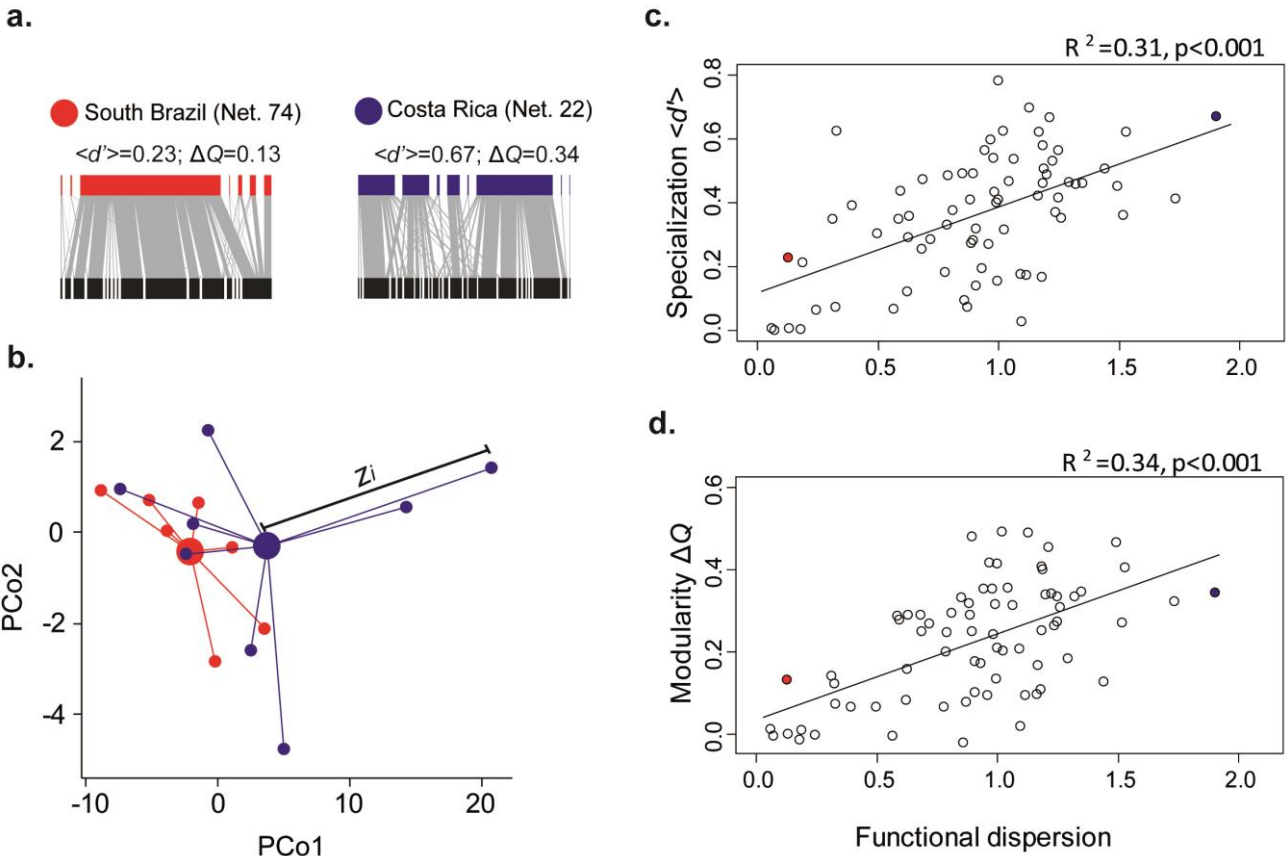 a.
South Brazil (Net. 74)
<d'>=0.23; ΔQ=0.13
Costa Rica (Net. 22)
<d'>=0.67; ΔQ=0.34
b.
2
0
-2
-4
PCo2
zi
-10
0
10
20
PCo1
c.
R²=0.31, p<0.001
0.8
0.6
0.4
0.2
0.0
Specialization <d'>
0.0
0.5
1.0
1.5
2.0
d.
R²=0.34, p<0.001
0.6
0.4
0.2
0.0
Modularity ΔQ
0.0
0.5
1.0
1.5
2.0
Functional dispersion